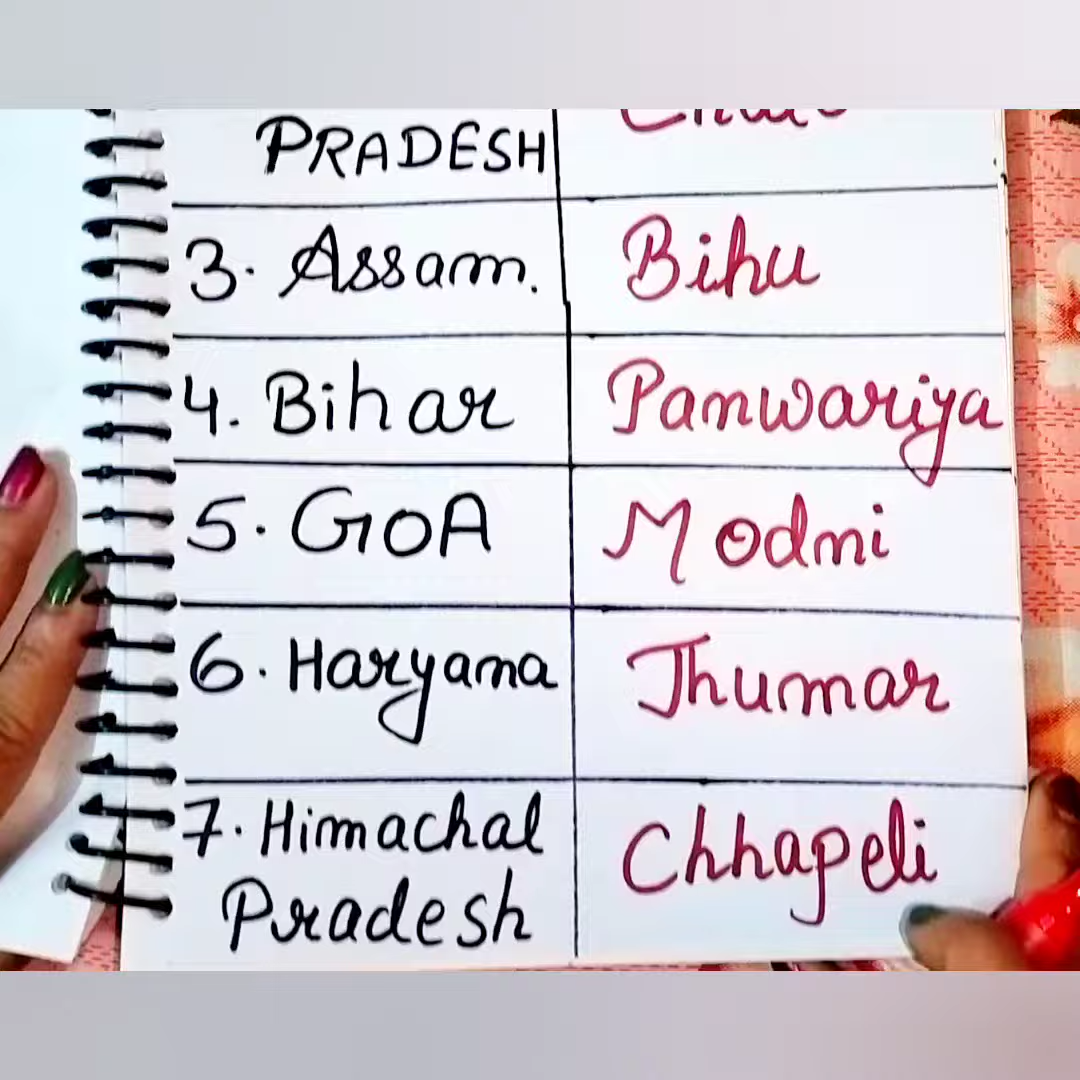 PRADESH
3. Assam. Bihu
4. Bihar Panwariya
5. GOA Modni
6. Haryana Jhumar
7. Himachal Chhapeli
Pradesh